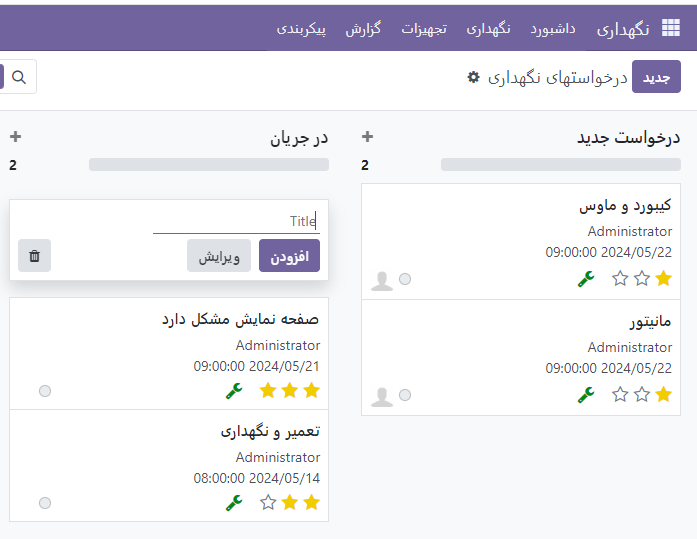 نگهداری داشبورد نگهداری تجهیزات گزارش پیکربندی
جدید درخواستهای نگهداری
درخواست جدید
2
کیبورد و ماوس
Administrator
2024/05/22 09:00:00
مانیتور
Administrator
2024/05/22 09:00:00
در جریان
2
Title
افزودن ویرایش
صفحه نمایش مشکل دارد
Administrator
2024/05/21 09:00:00
تعمیر و نگهداری
Administrator
2024/05/14 08:00:00